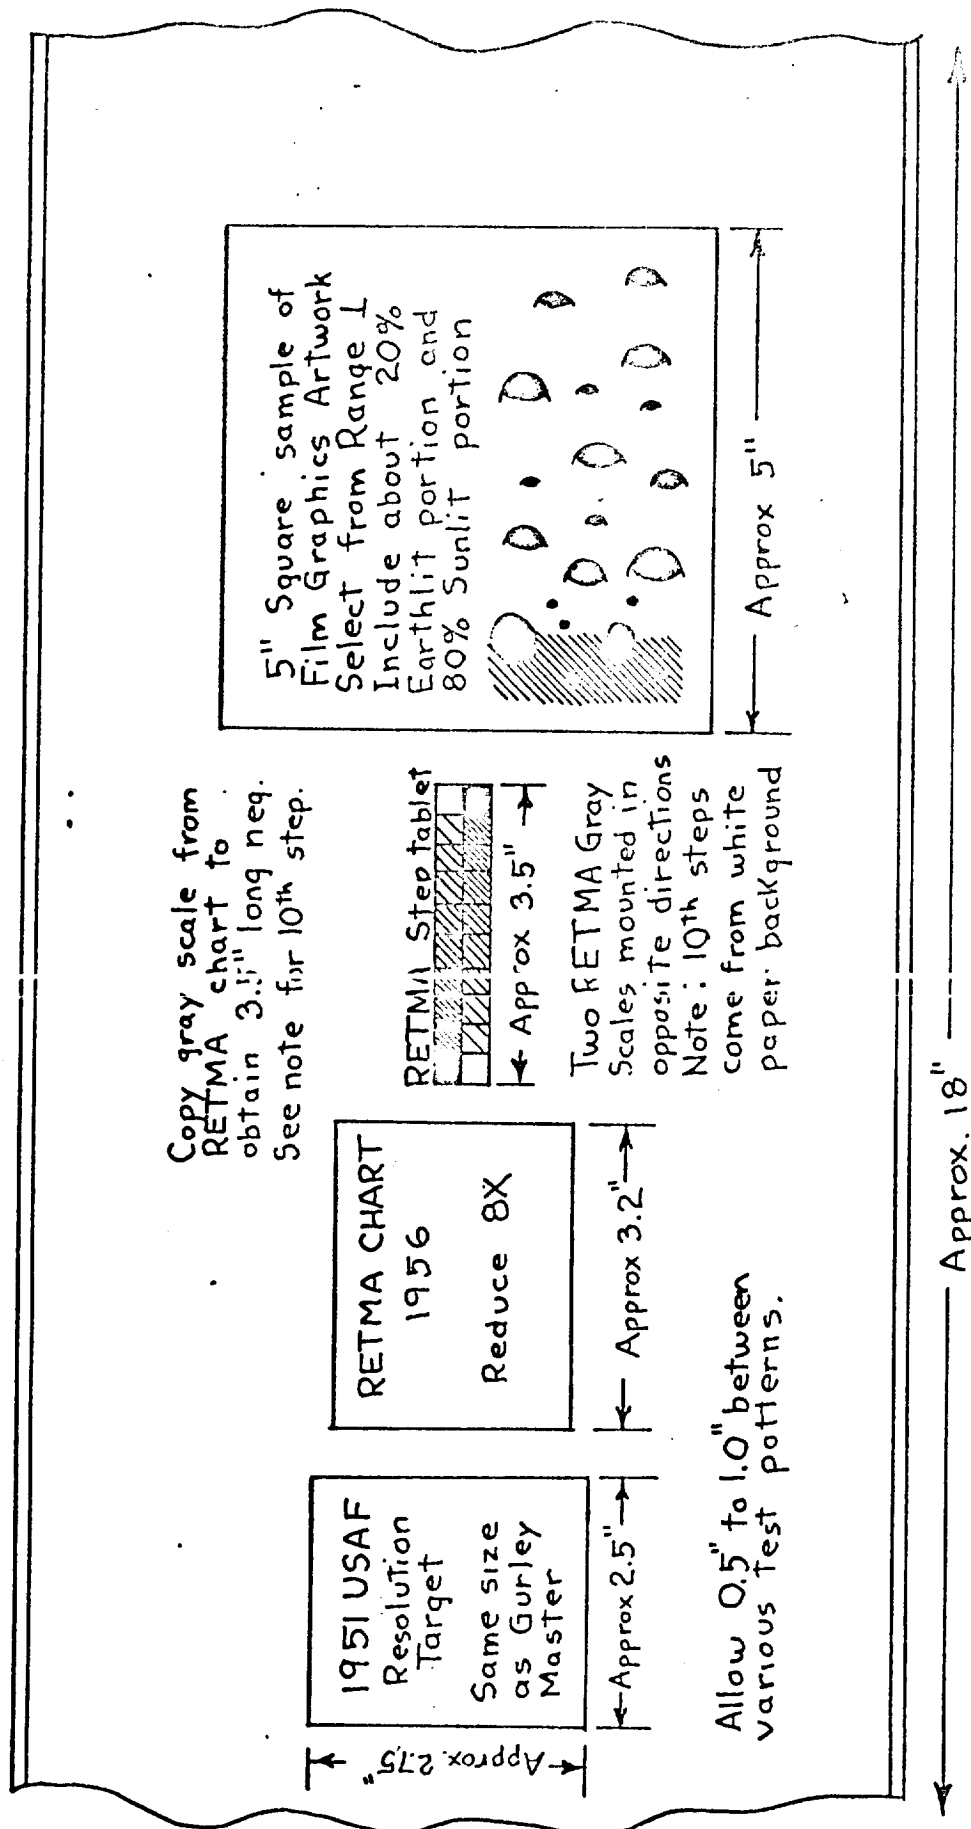 1951 USAF
Resolution
Target
Same size
as Gurley
Master
Approx 2.75"
Approx 2.5"
RETMA CHART
1956
Reduce 8X
Approx 3.2"
Allow 0.5" to 1.0" between
various test patterns.
Copy gray scale from
RETMA chart to
obtain 3.5" long neg.
See note for 10th step.
RETMA Step tablet
Approx 3.5"
Two RETMA Gray
Scales mounted in
opposite directions
Note: 10th steps
come from white
paper background
5" Square sample of
Film Graphics Artwork
Select from Range 1
Include about 20%
Earthlit portion and
80% Sunlit portion
Approx 5"
Approx. 18"